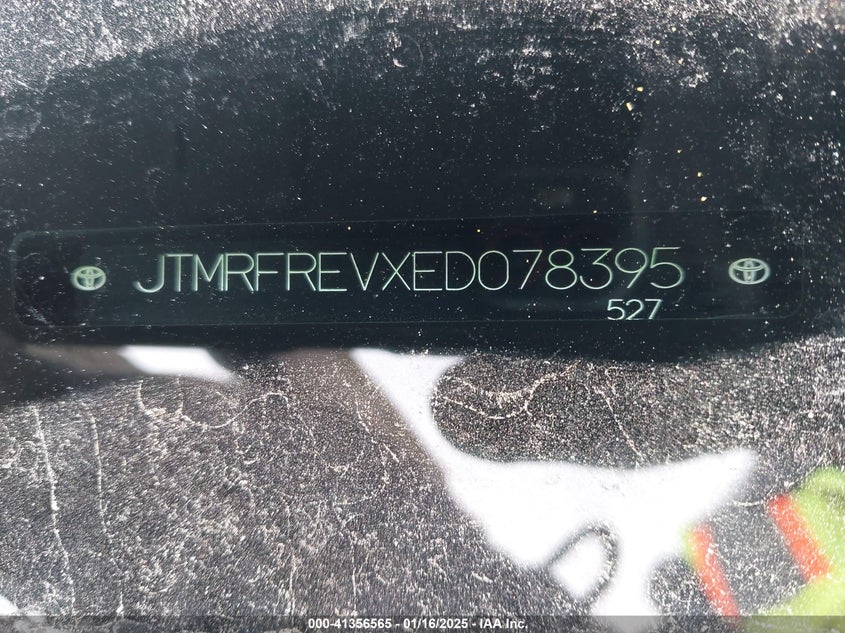 JTMRFREVXED078395
527
000-41356565 - 01/16/2025 - IAA Inc.